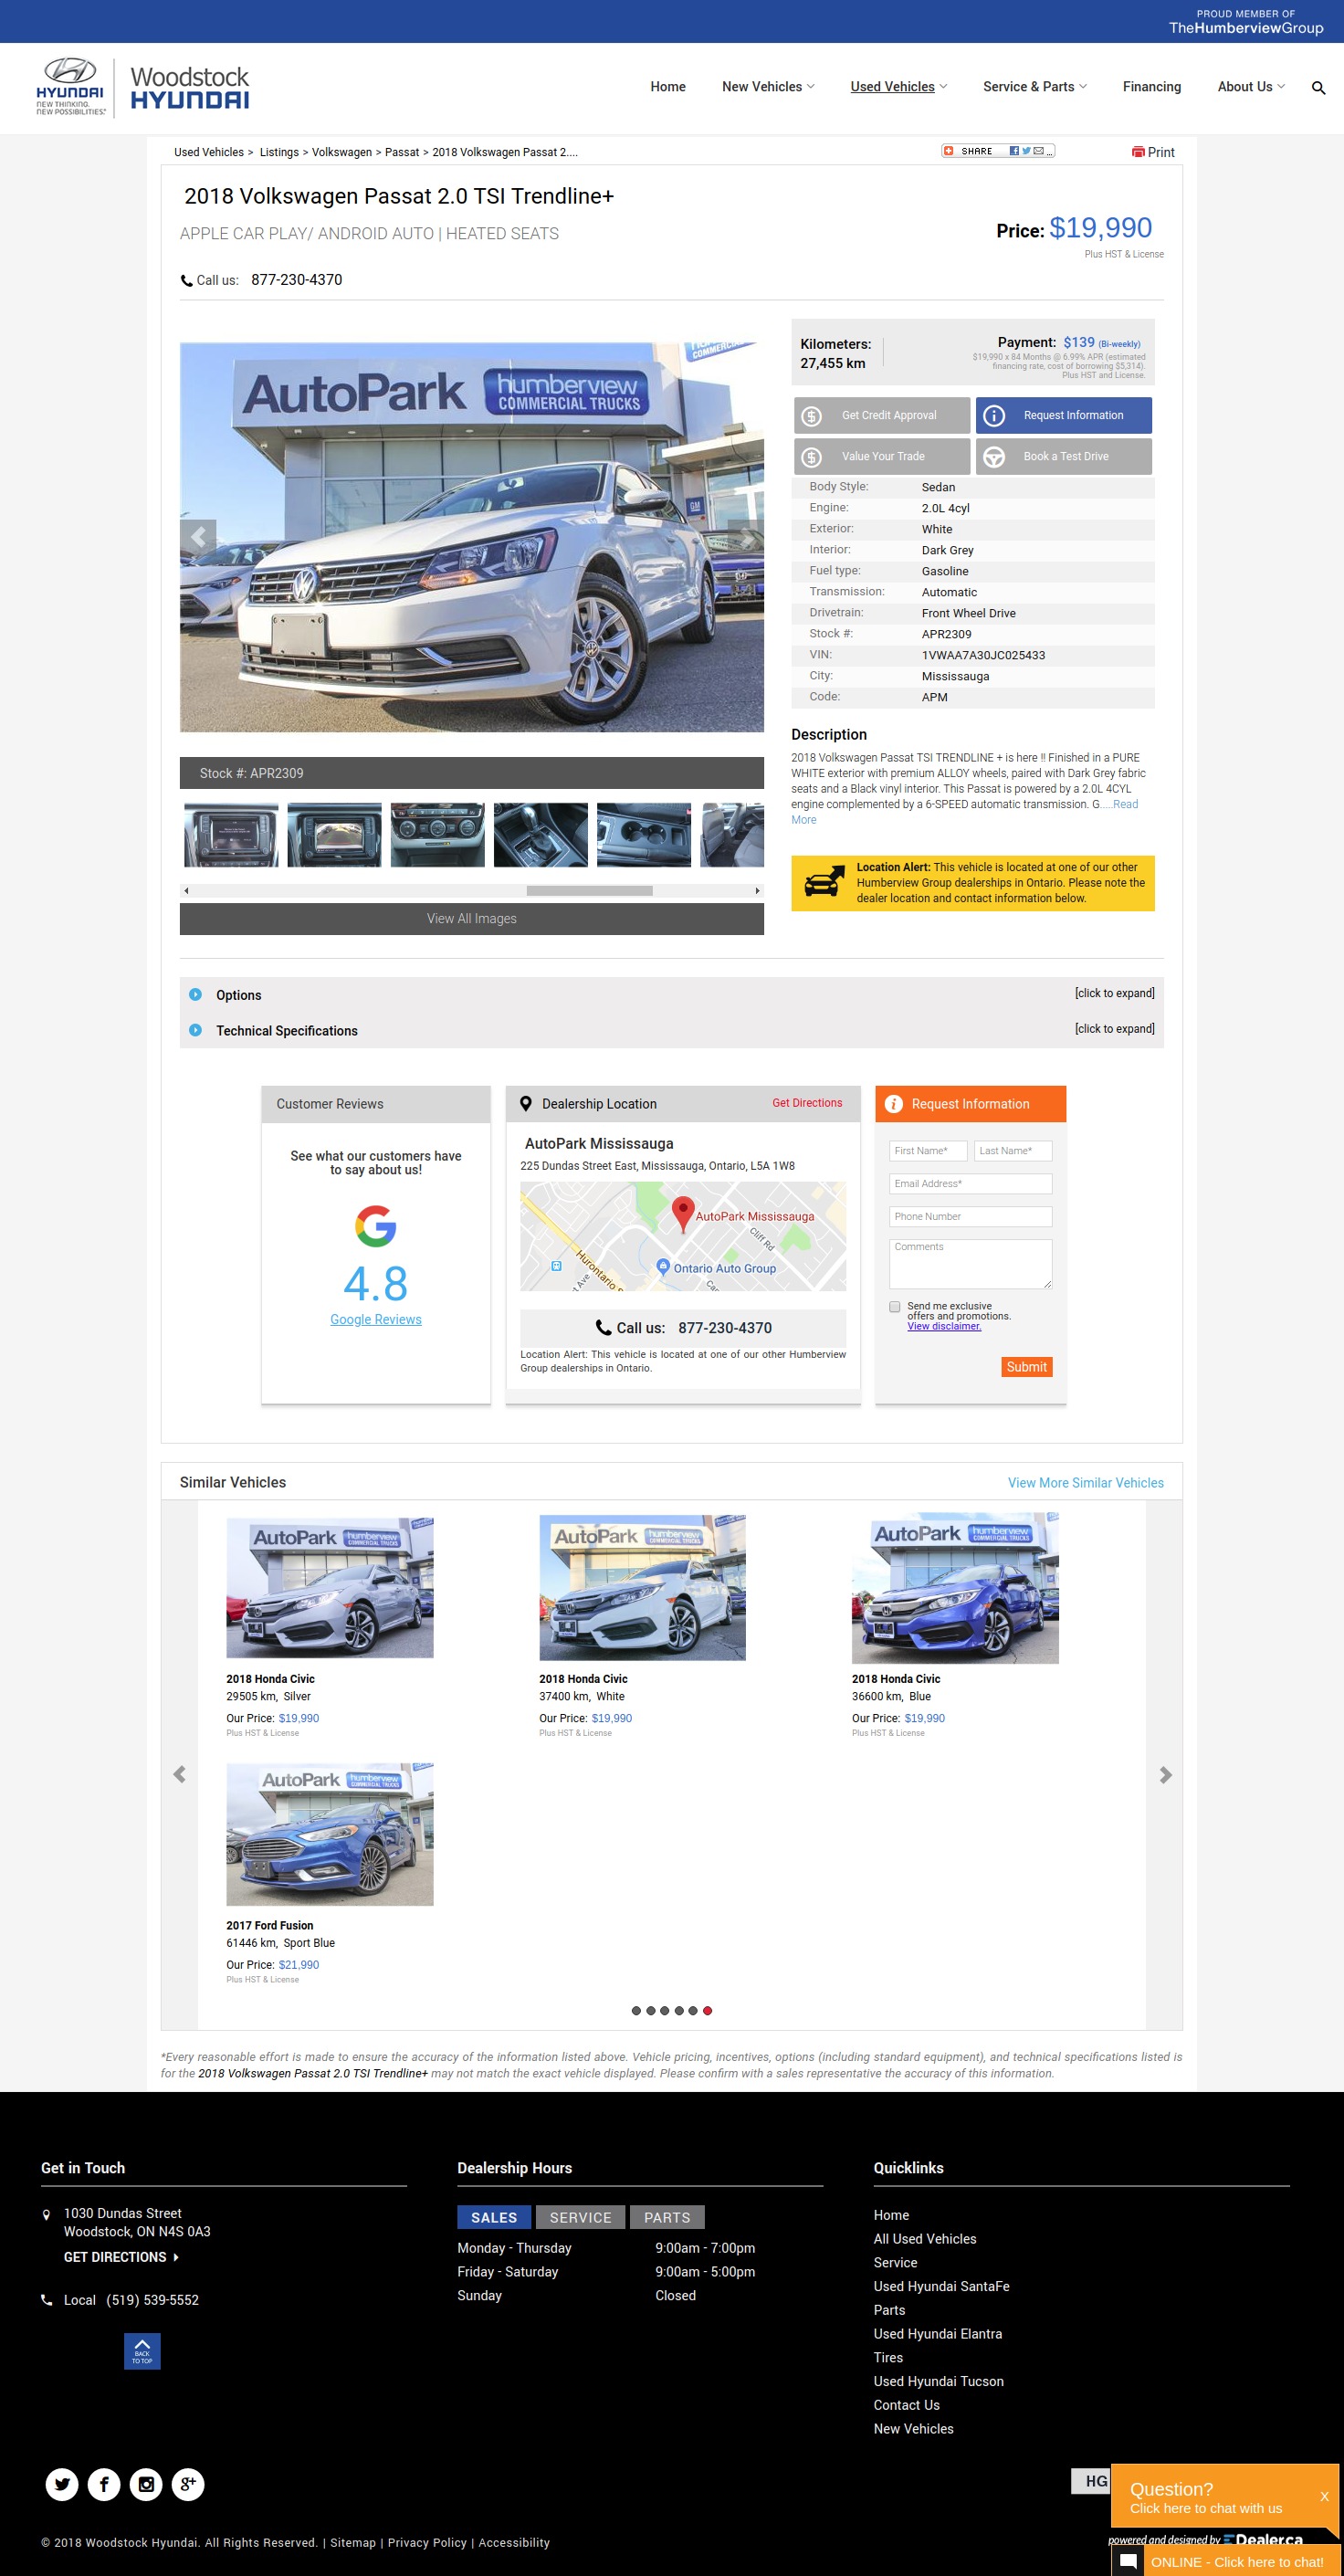 PROUD MEMBER OF
TheHumberviewGroup
HYUNDAI
NEW THINKING.
NEW POSSIBILITIES.
Woodstock
HYUNDAI
Home
New Vehicles
Used Vehicles
Service & Parts
Financing
About Us
Used Vehicles > Listings > Volkswagen > Passat > 2018 Volkswagen Passat 2....
SHARE
Print
2018 Volkswagen Passat 2.0 TSI Trendline+
APPLE CAR PLAY/ ANDROID AUTO | HEATED SEATS
Price: $19,990
Plus HST & License
Call us: 877-230-4370
AutoPark humberview
COMMERCIAL TRUCKS
GM
Kilometers:
27,455 km
Payment: $139 (Bi-weekly)
$19,990 x 84 Months @ 6.99% APR (estimated
financing rate, cost of borrowing $5,314).
Plus HST and License.
Get Credit Approval
Request Information
Value Your Trade
Book a Test Drive
Body Style: Sedan
Engine: 2.0L 4cyl
Exterior: White
Interior: Dark Grey
Fuel type: Gasoline
Transmission: Automatic
Drivetrain: Front Wheel Drive
Stock #: APR2309
VIN: 1VWAA7A30JC025433
City: Mississauga
Code: APM
Description
2018 Volkswagen Passat TSI TRENDLINE + is here !! Finished in a PURE
WHITE exterior with premium ALLOY wheels, paired with Dark Grey fabric
seats and a Black vinyl interior. This Passat is powered by a 2.0L 4CYL
engine complemented by a 6-SPEED automatic transmission. G.....Read
More
Stock #: APR2309
View All Images
Location Alert: This vehicle is located at one of our other
Humberview Group dealerships in Ontario. Please note the
dealer location and contact information below.
Options
[click to expand]
Technical Specifications
[click to expand]
Customer Reviews
See what our customers have
to say about us!
4.8
Google Reviews
Dealership Location
Get Directions
AutoPark Mississauga
225 Dundas Street East, Mississauga, Ontario, L5A 1W8
AutoPark Mississauga
Cliff Rd
Ontario Auto Group
Hurontario S
Call us: 877-230-4370
Location Alert: This vehicle is located at one of our other Humberview
Group dealerships in Ontario.
Request Information
First Name*
Last Name*
Email Address*
Phone Number
Comments
Send me exclusive
offers and promotions.
View disclaimer.
Submit
Similar Vehicles
View More Similar Vehicles
AutoPark humberview
COMMERCIAL TRUCKS
AutoPark humberview
COMMERCIAL TRUCKS
AutoPark humberview
COMMERCIAL TRUCKS
2018 Honda Civic
29505 km, Silver
Our Price: $19,990
Plus HST & License
2018 Honda Civic
37400 km, White
Our Price: $19,990
Plus HST & License
2018 Honda Civic
36600 km, Blue
Our Price: $19,990
Plus HST & License
AutoPark humberview
COMMERCIAL TRUCKS
2017 Ford Fusion
61446 km, Sport Blue
Our Price: $21,990
Plus HST & License
*Every reasonable effort is made to ensure the accuracy of the information listed above. Vehicle pricing, incentives, options (including standard equipment), and technical specifications listed is
for the 2018 Volkswagen Passat 2.0 TSI Trendline+ may not match the exact vehicle displayed. Please confirm with a sales representative the accuracy of this information.
Get in Touch
1030 Dundas Street
Woodstock, ON N4S 0A3
GET DIRECTIONS
Local (519) 539-5552
BACK
TO TOP
Dealership Hours
SALES
SERVICE
PARTS
Monday - Thursday 9:00am - 7:00pm
Friday - Saturday 9:00am - 5:00pm
Sunday Closed
Quicklinks
Home
All Used Vehicles
Service
Used Hyundai SantaFe
Parts
Used Hyundai Elantra
Tires
Used Hyundai Tucson
Contact Us
New Vehicles
HG
Question?
Click here to chat with us
X
powered and designed by EDealer.ca
ONLINE - Click here to chat!
© 2018 Woodstock Hyundai. All Rights Reserved. | Sitemap | Privacy Policy | Accessibility